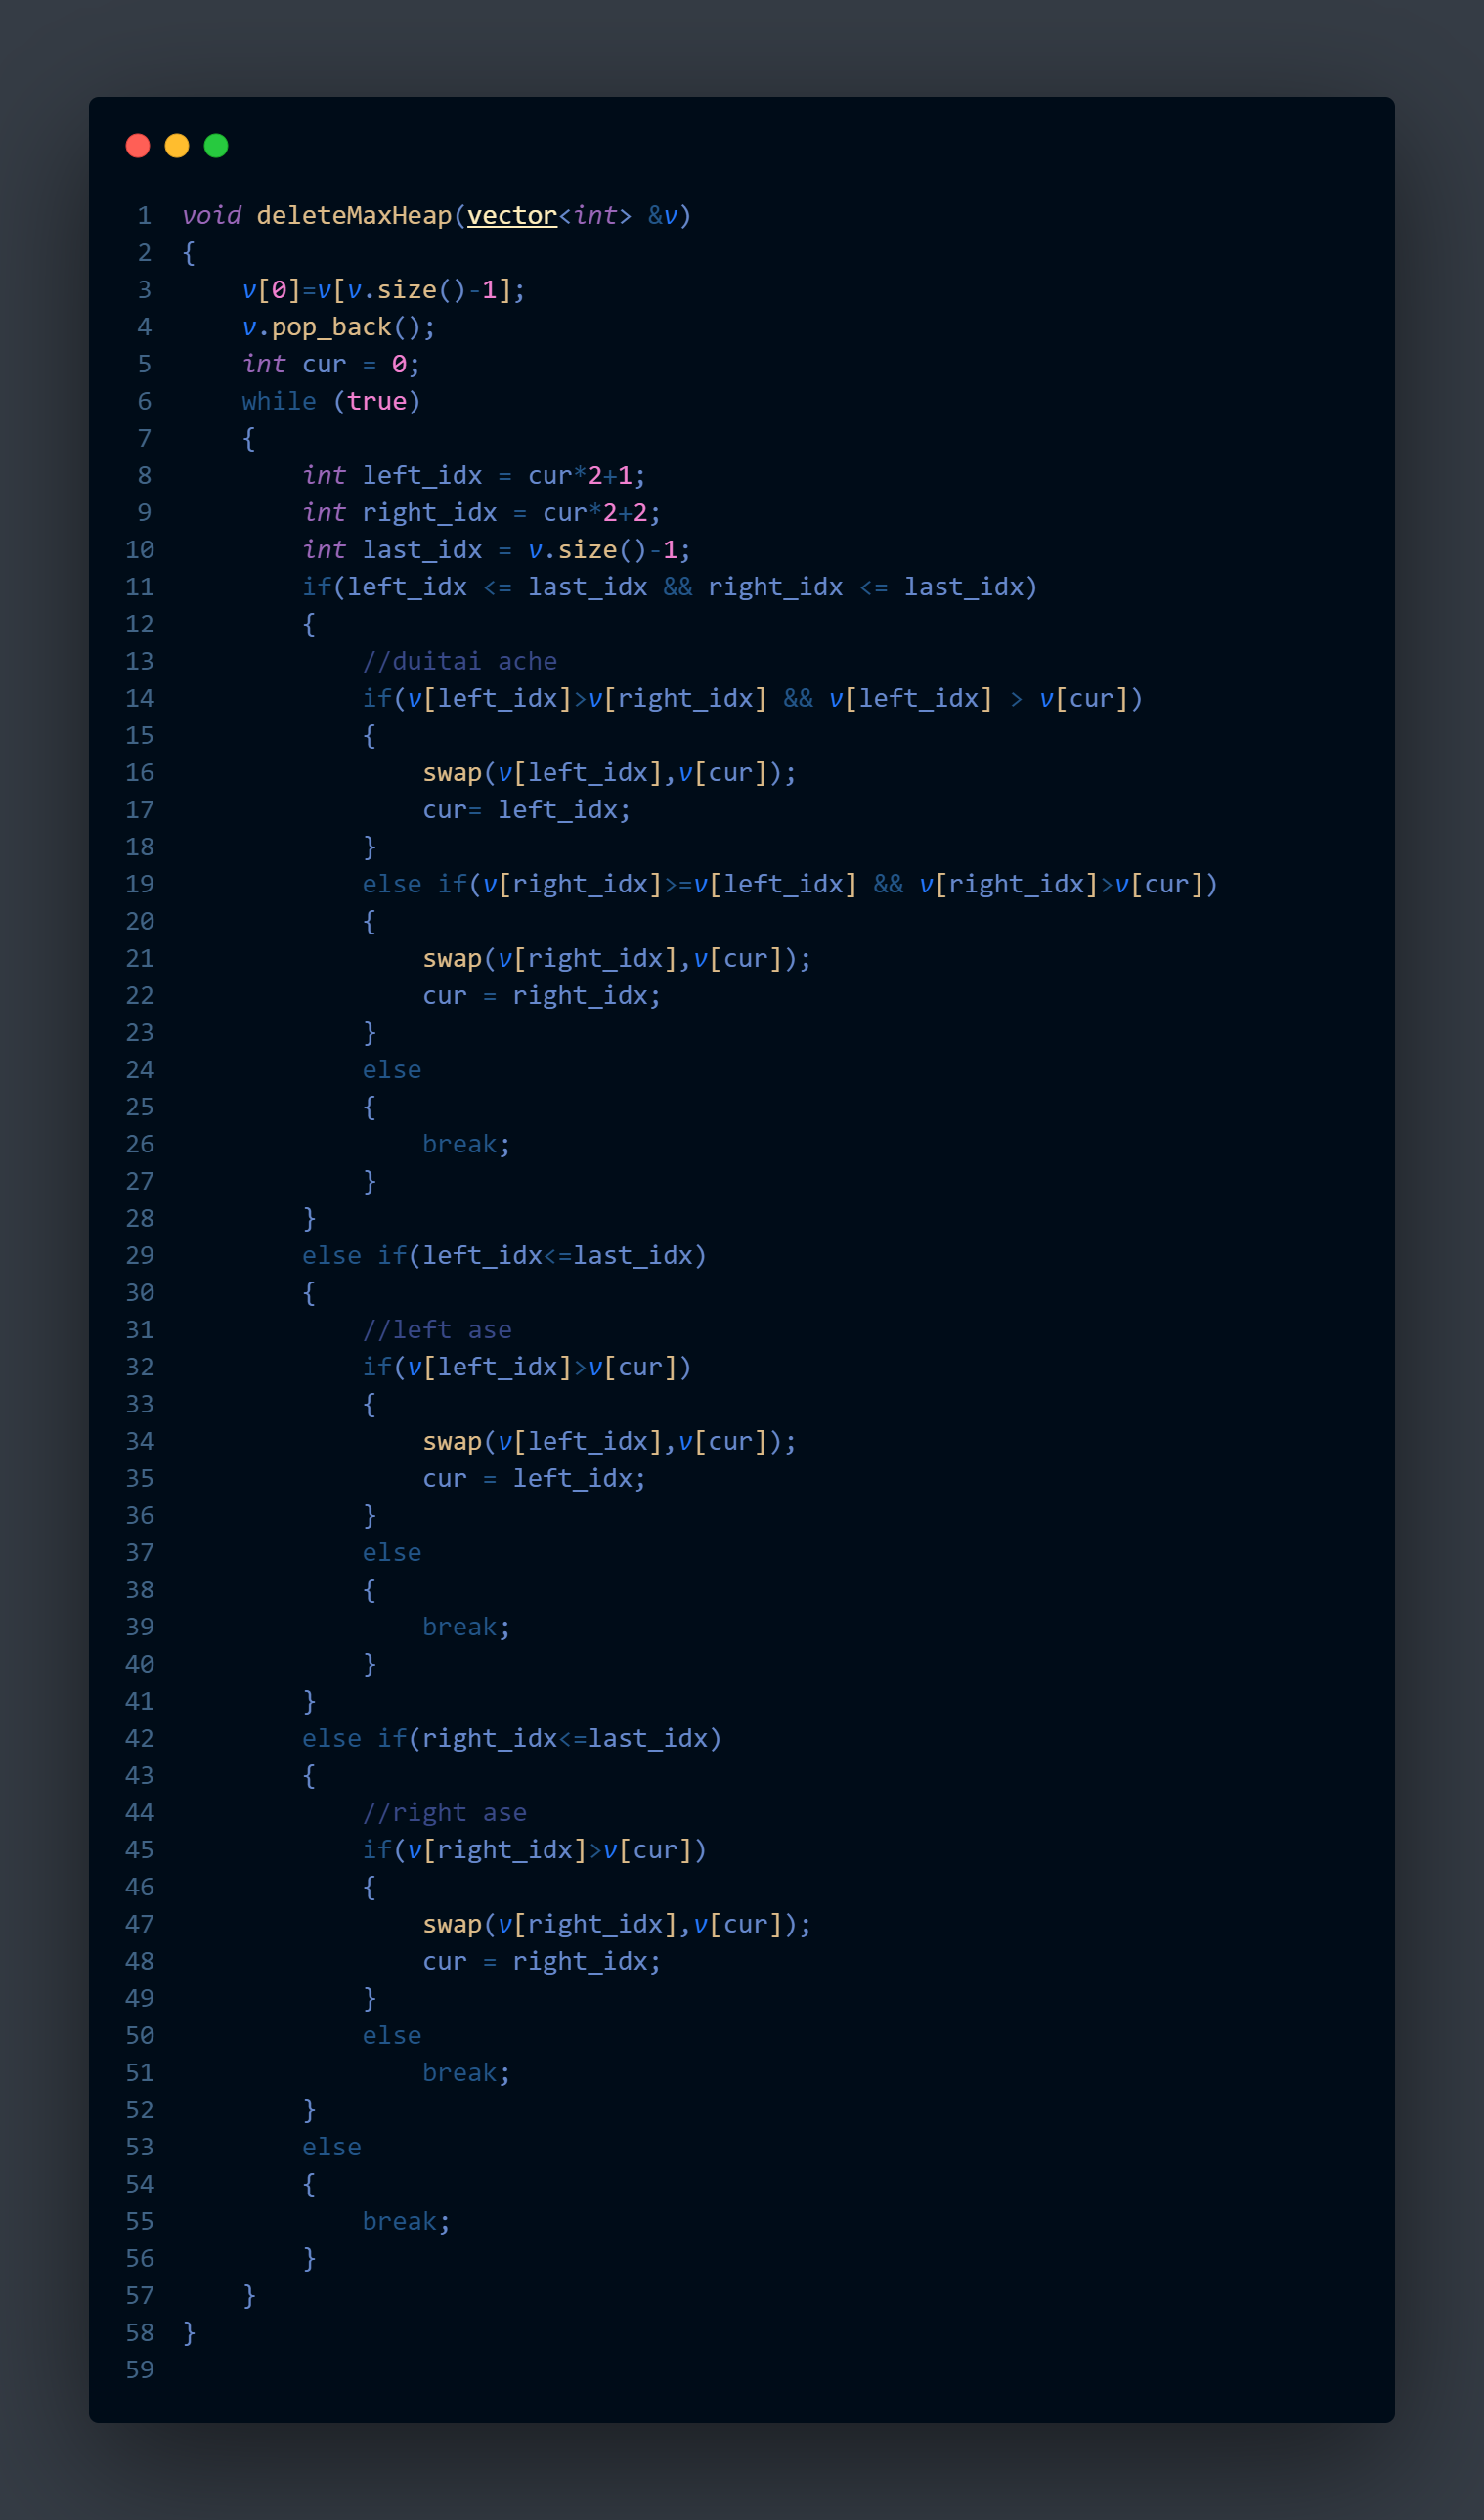 1 void deleteMaxHeap(vector<int> &v)
2 {
3     v[0]=v[v.size()-1];
4     v.pop_back();
5     int cur = 0;
6     while (true)
7     {
8         int left_idx = cur*2+1;
9         int right_idx = cur*2+2;
10         int last_idx = v.size()-1;
11         if(left_idx <= last_idx && right_idx <= last_idx)
12         {
13             //duitai ache
14             if(v[left_idx]>v[right_idx] && v[left_idx] > v[cur])
15             {
16                 swap(v[left_idx],v[cur]);
17                 cur= left_idx;
18             }
19             else if(v[right_idx]>=v[left_idx] && v[right_idx]>v[cur])
20             {
21                 swap(v[right_idx],v[cur]);
22                 cur = right_idx;
23             }
24             else
25             {
26                 break;
27             }
28         }
29         else if(left_idx<=last_idx)
30         {
31             //left ase
32             if(v[left_idx]>v[cur])
33             {
34                 swap(v[left_idx],v[cur]);
35                 cur = left_idx;
36             }
37             else
38             {
39                 break;
40             }
41         }
42         else if(right_idx<=last_idx)
43         {
44             //right ase
45             if(v[right_idx]>v[cur])
46             {
47                 swap(v[right_idx],v[cur]);
48                 cur = right_idx;
49             }
50             else
51                 break;
52         }
53         else
54         {
55             break;
56         }
57     }
58 }
59